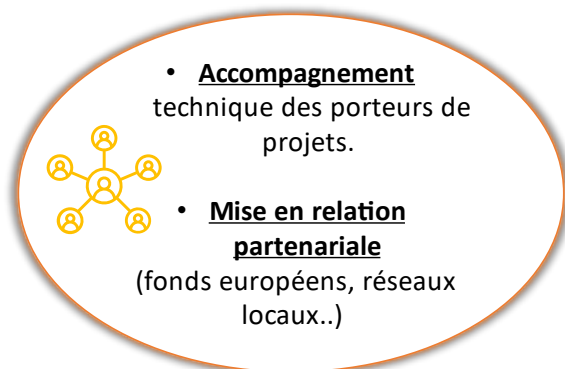 • Accompagnement
technique des porteurs de
projets.
• Mise en relation
partenariale
(fonds européens, réseaux
locaux..)